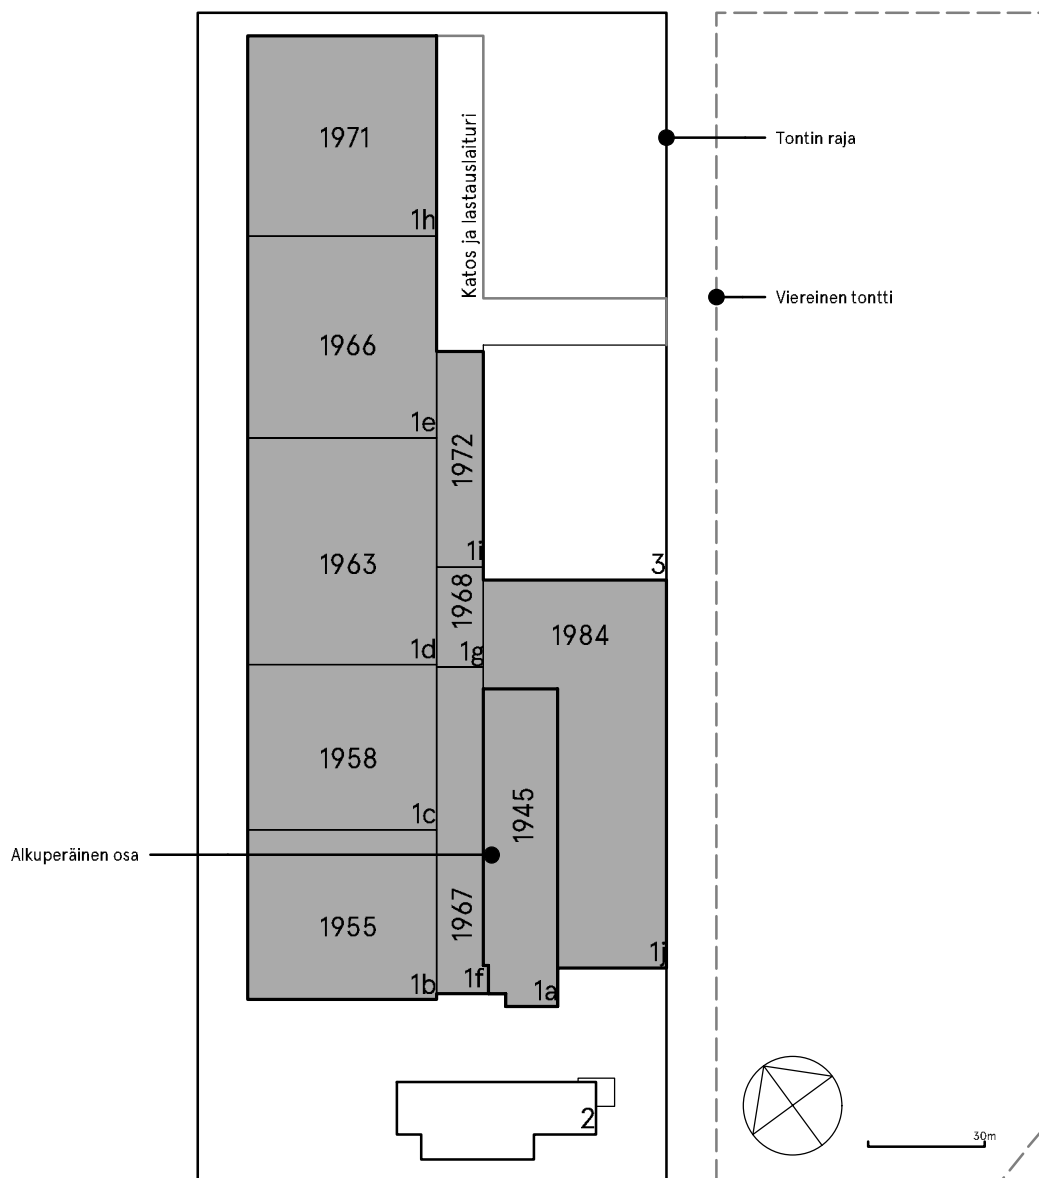 1971
1h
Katos ja lastauslaituri
Tontin raja
Viereinen tontti
1966
1e
1972
1i
1963
1d
1968
1g
3
1984
1j
1958
1c
1945
1a
Alkuperäinen osa
1955
1b
1967
1f
2
30m